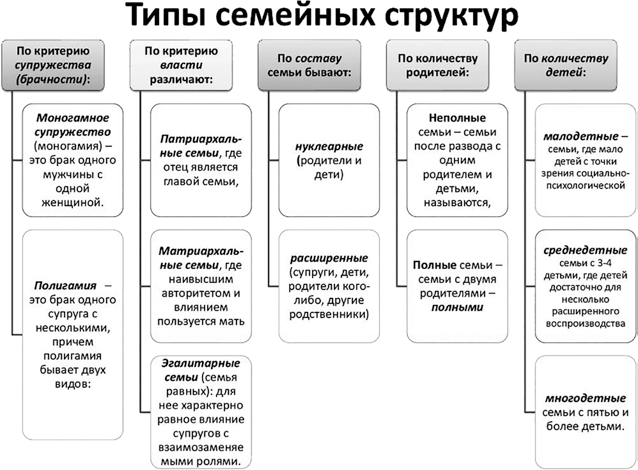 Типы семейных структур
По критерию
супружества
(брачности):
Моногамное
супружество
(моногамия) –
это брак одного
мужчины с
одной
женщиной.
Полигамия –
это брак одного
супруга с
несколькими,
причем
полигамия
бывает двух
видов:
По критерию
власти
различают:
Патриархаль-
ные семьи, где
отец является
главой семьи,
Матриархаль-
ные семьи, где
наивысшим
авторитетом и
влиянием
пользуется мать
Эгалитарные
семьи (семья
равных): для
нее характерно
равное влияние
супругов с
взаимозаменяе
мыми ролями.
По составу
семьи бывают:
нуклеарные
(родители и
дети)
расширенные
(супруги, дети,
родители кого-
либо, другие
родственники)
По количеству
родителей:
Неполные
семьи – семьи
после развода с
одним
родителем и
детьми,
называются,
Полные семьи –
семьи с двумя
родителями –
полными
По количеству
детей:
малодетные –
семьи, где мало
детей с точки
зрения социально-
психологической
среднедетные
семьи с 3-4
детьми, где детей
достаточно для
несколько
расширенного
воспроизводства
многодетные
семьи с пятью и
более детьми.